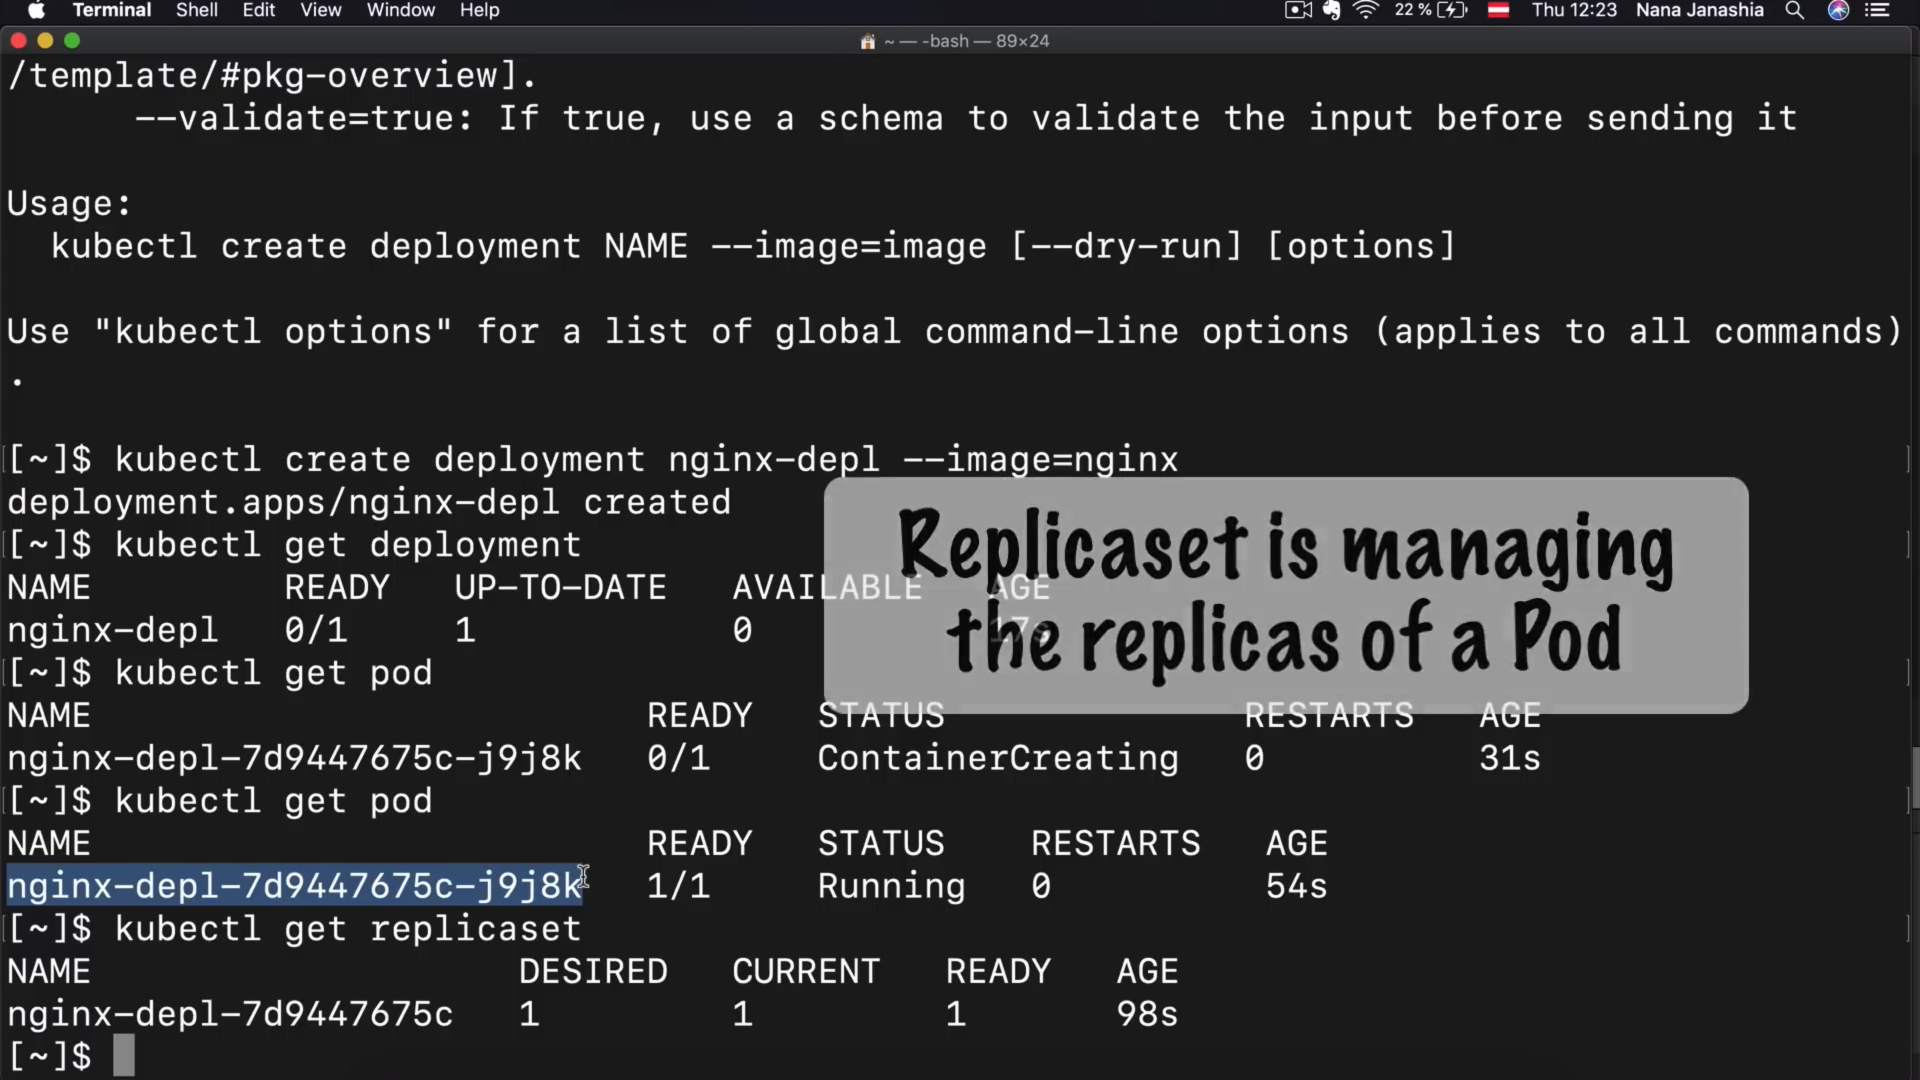 Terminal Shell Edit View Window Help 22 % Thu 12:23 Nana Janashia
~ — -bash — 89×24
/template/#pkg-overview].
--validate=true: If true, use a schema to validate the input before sending it
Usage:
kubectl create deployment NAME --image=image [--dry-run] [options]
Use "kubectl options" for a list of global command-line options (applies to all commands)
.
[~]$ kubectl create deployment nginx-depl --image=nginx
deployment.apps/nginx-depl created
[~]$ kubectl get deployment
NAME READY UP-TO-DATE AVAILABLE AGE
nginx-depl 0/1 1 0 17s
Replicaset is managing
the replicas of a Pod
[~]$ kubectl get pod
NAME READY STATUS RESTARTS AGE
nginx-depl-7d9447675c-j9j8k 0/1 ContainerCreating 0 31s
[~]$ kubectl get pod
NAME READY STATUS RESTARTS AGE
nginx-depl-7d9447675c-j9j8k 1/1 Running 0 54s
[~]$ kubectl get replicaset
NAME DESIRED CURRENT READY AGE
nginx-depl-7d9447675c 1 1 1 98s
[~]$